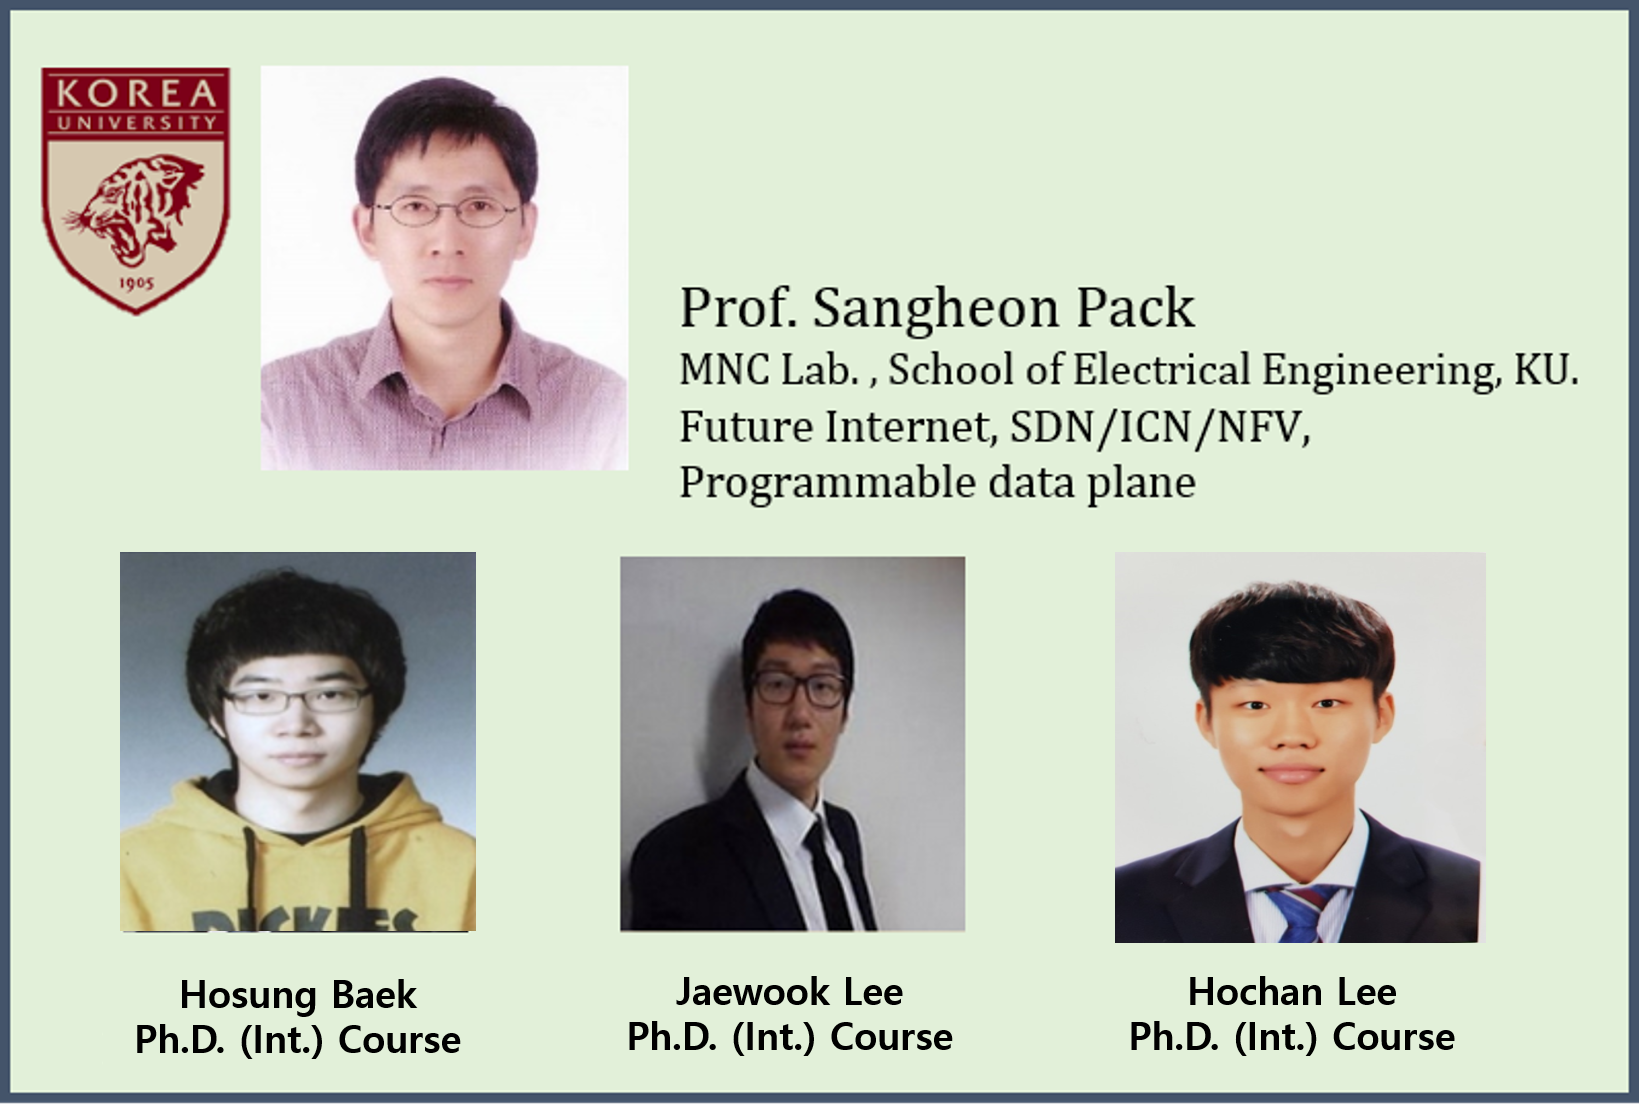 KOREA
UNIVERSITY
1905
Prof. Sangheon Pack
MNC Lab. , School of Electrical Engineering, KU.
Future Internet, SDN/ICN/NFV,
Programmable data plane
DICKIES
Hosung Baek
Ph.D. (Int.) Course
Jaewook Lee
Ph.D. (Int.) Course
Hochan Lee
Ph.D. (Int.) Course